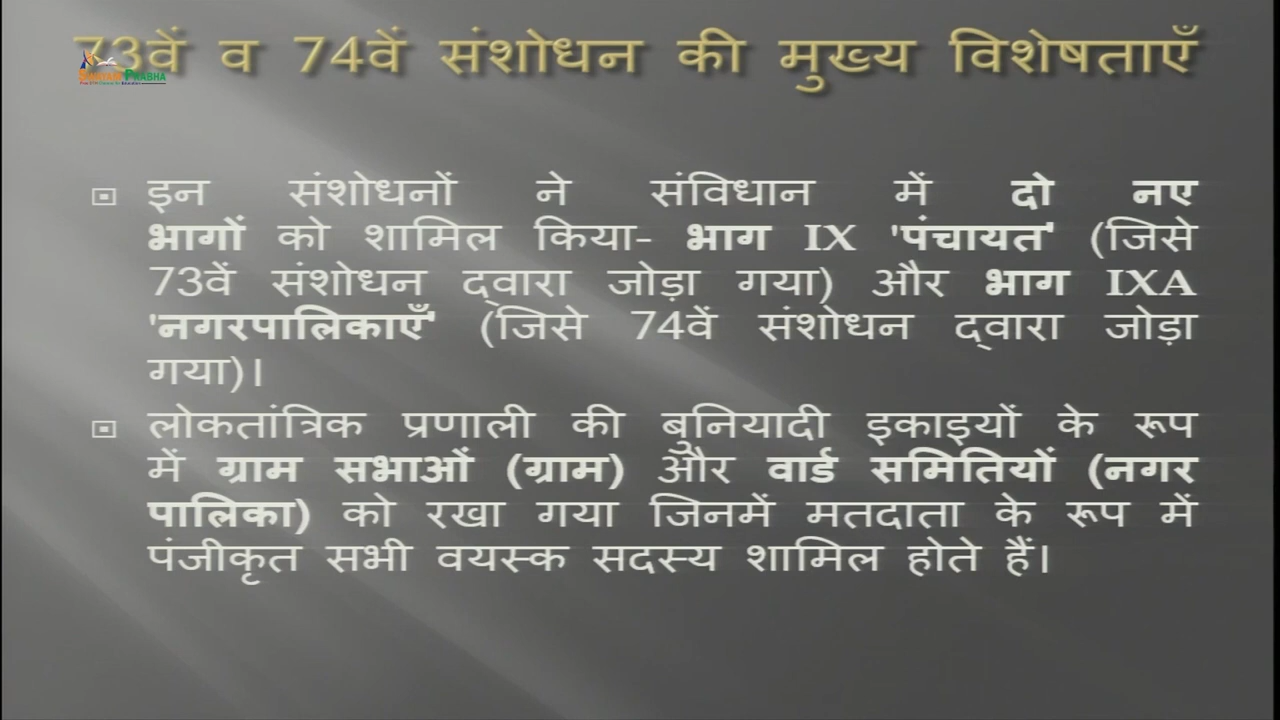 73वें व 74वें संशोधन की मुख्य विशेषताएँ
इन संशोधनों ने संविधान में दो नए
भागों को शामिल किया- भाग IX 'पंचायत' (जिसे
73वें संशोधन द्वारा जोड़ा गया) और भाग IXA
'नगरपालिकाएँ' (जिसे 74वें संशोधन द्वारा जोड़ा
गया)।
लोकतांत्रिक प्रणाली की बुनियादी इकाइयों के रूप
में ग्राम सभाओं (ग्राम) और वार्ड समितियों (नगर
पालिका) को रखा गया जिनमें मतदाता के रूप में
पंजीकृत सभी वयस्क सदस्य शामिल होते हैं।